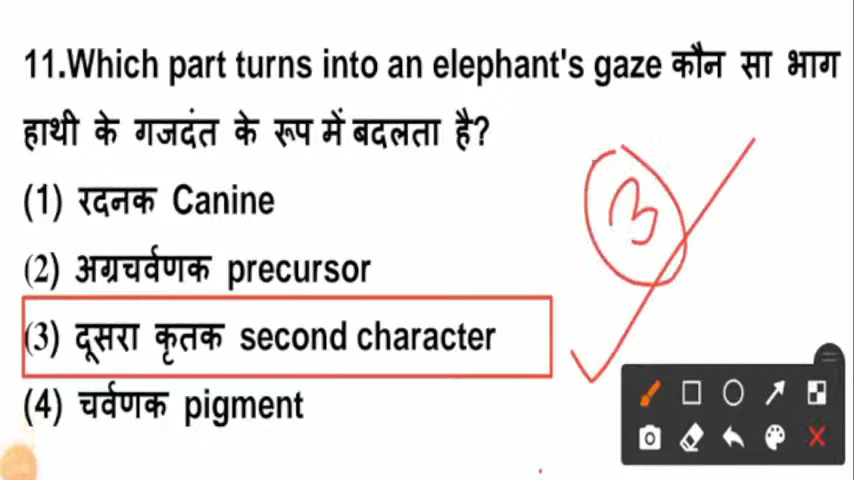 11.Which part turns into an elephant's gaze कौन सा भाग
हाथी के गजदंत के रूप में बदलता है?
(1) रदनक Canine
(2) अग्रचर्वणक precursor
(3) दूसरा कृतक second character
(4) चर्वणक pigment
3